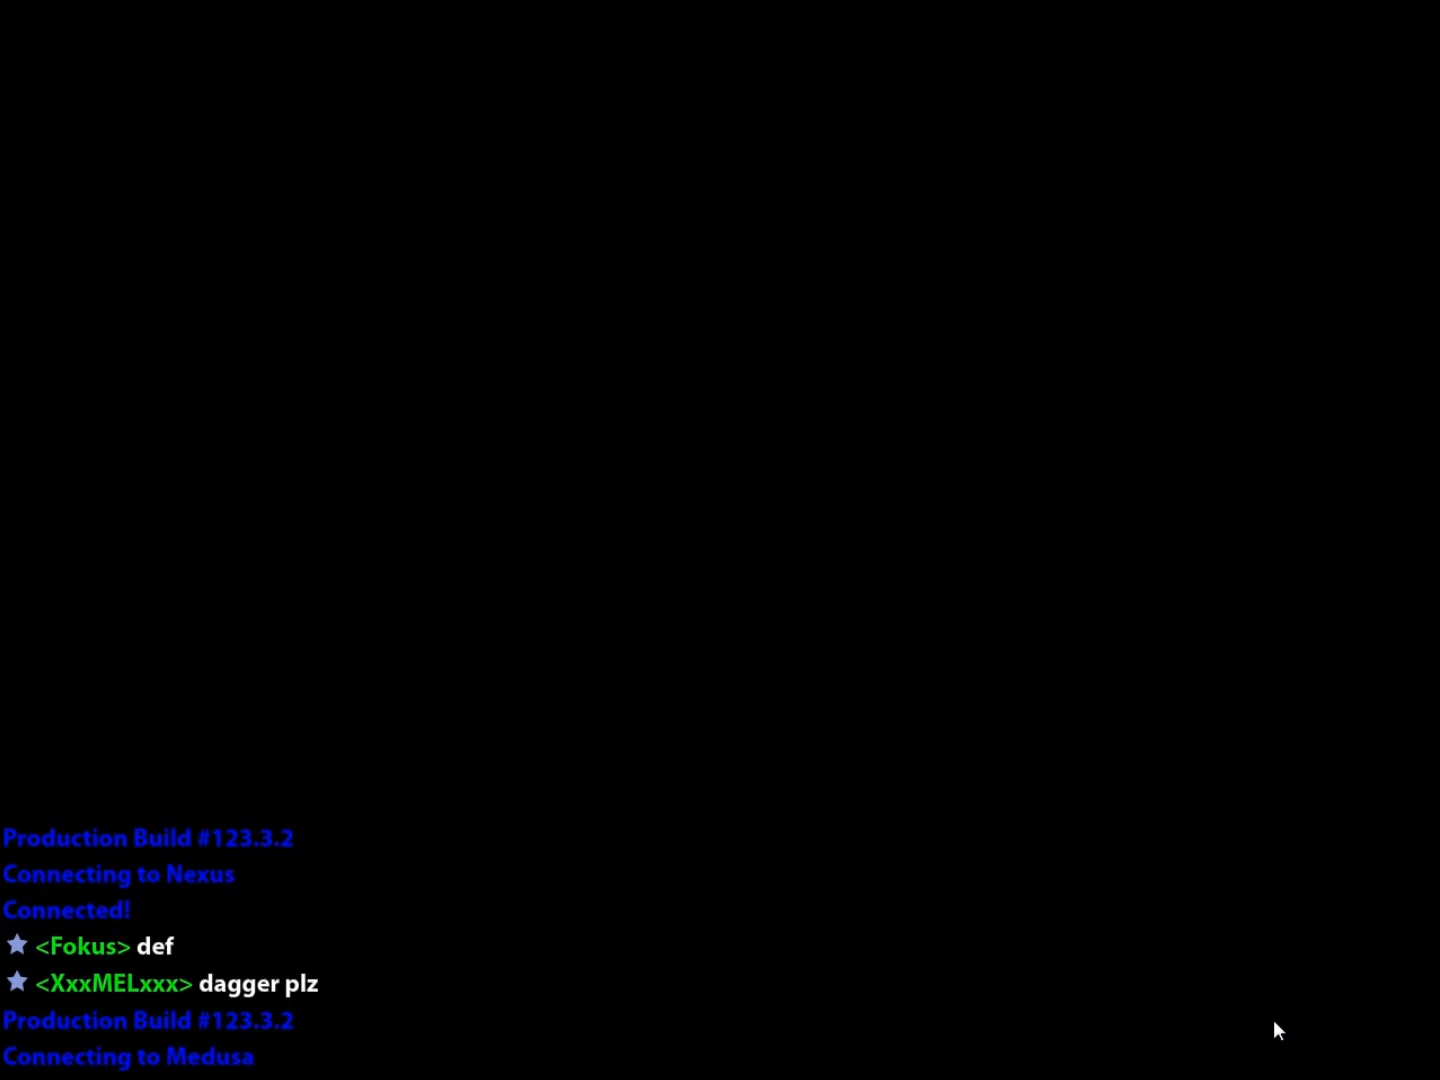 Production Build #123.3.2
Connecting to Nexus
Connected!
<Fokus> def
<XxxMELxxx> dagger plz
Production Build #123.3.2
Connecting to Medusa